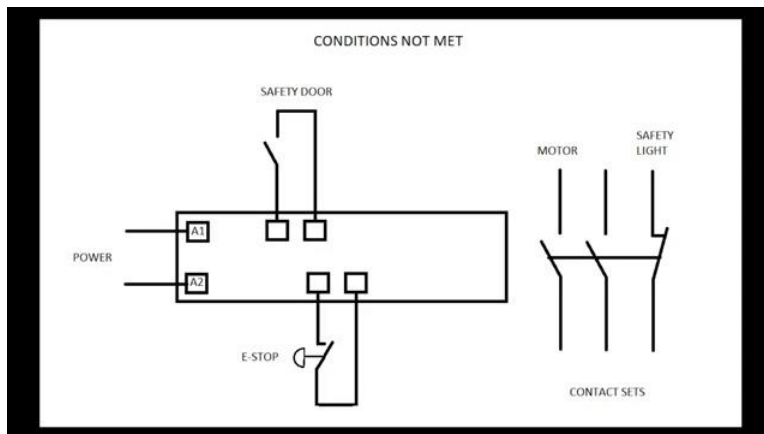 CONDITIONS NOT MET
SAFETY DOOR
MOTOR
SAFETY
LIGHT
A1
POWER
A2
E-STOP
CONTACT SETS